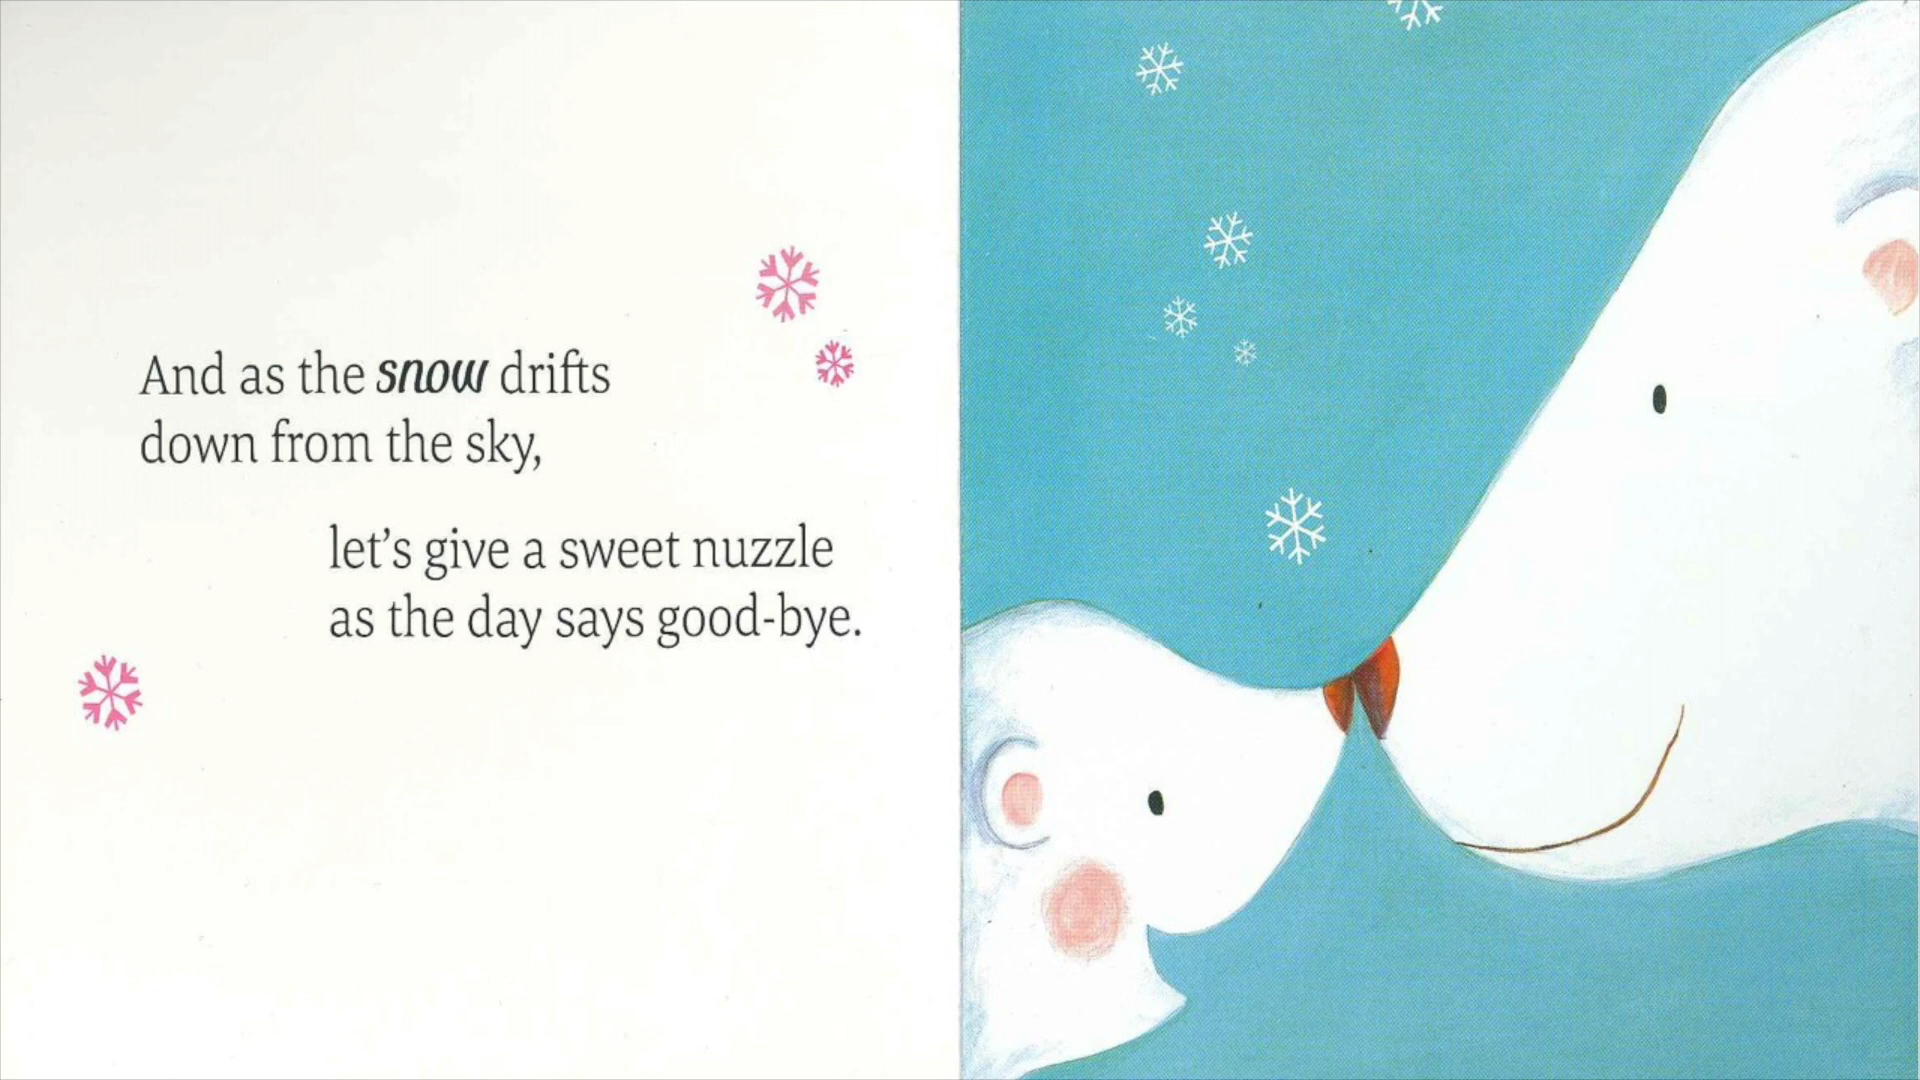 And as the snow drifts
down from the sky,
let’s give a sweet nuzzle
as the day says good-bye.